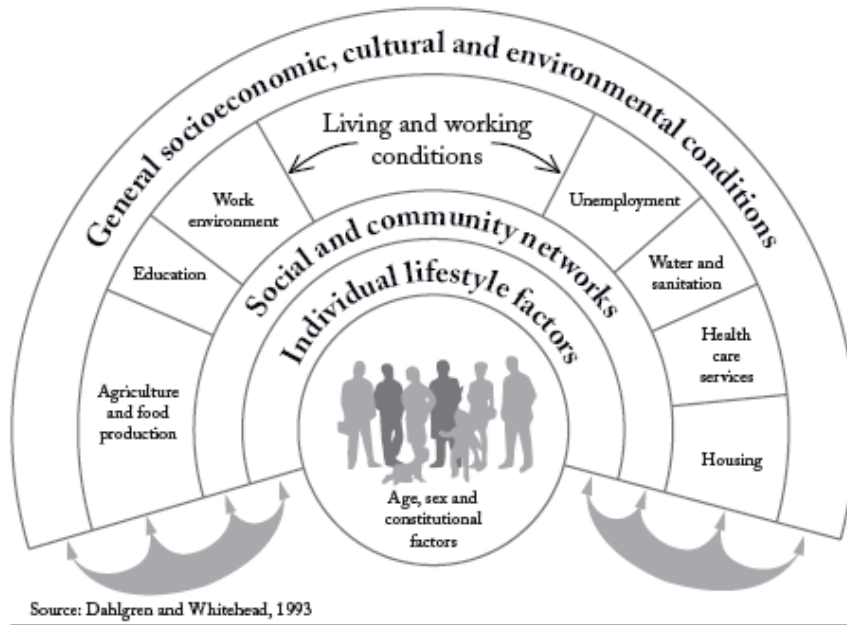 General socioeconomic, cultural and environmental conditions
Living and working
conditions
Work
environment
Unemployment
Education
Water and
sanitation
Agriculture
and food
production
Health
care
services
Housing
Social and community networks
Individual lifestyle factors
Age, sex and
constitutional
factors
Source: Dahlgren and Whitehead, 1993